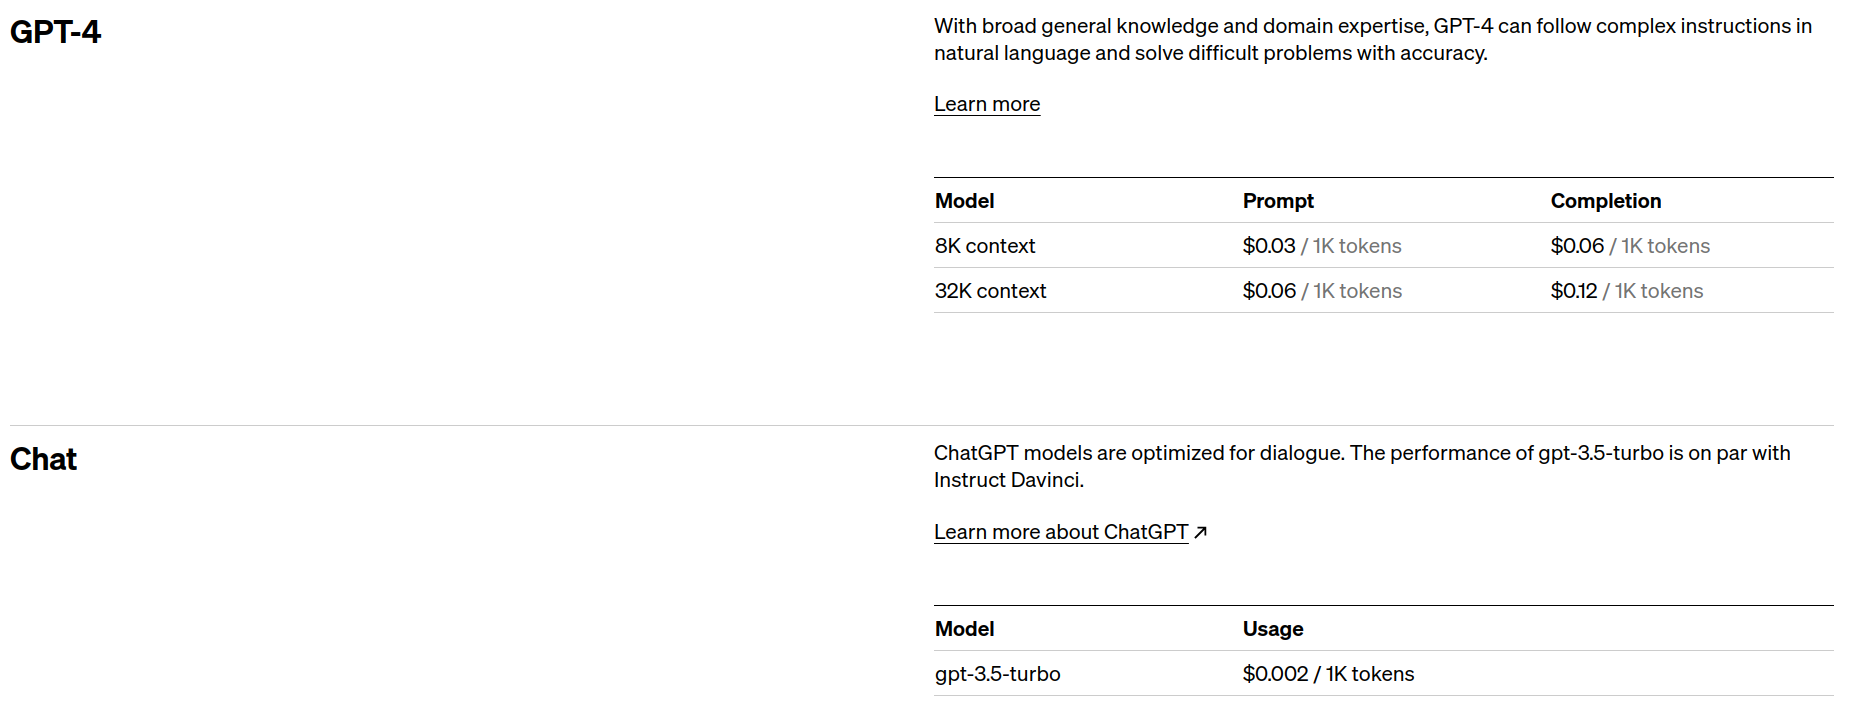 GPT-4
With broad general knowledge and domain expertise, GPT-4 can follow complex instructions in
natural language and solve difficult problems with accuracy.
Learn more
Model Prompt Completion
8K context $0.03 / 1K tokens $0.06 / 1K tokens
32K context $0.06 / 1K tokens $0.12 / 1K tokens
Chat
ChatGPT models are optimized for dialogue. The performance of gpt-3.5-turbo is on par with
Instruct Davinci.
Learn more about ChatGPT ↗
Model Usage
gpt-3.5-turbo $0.002 / 1K tokens